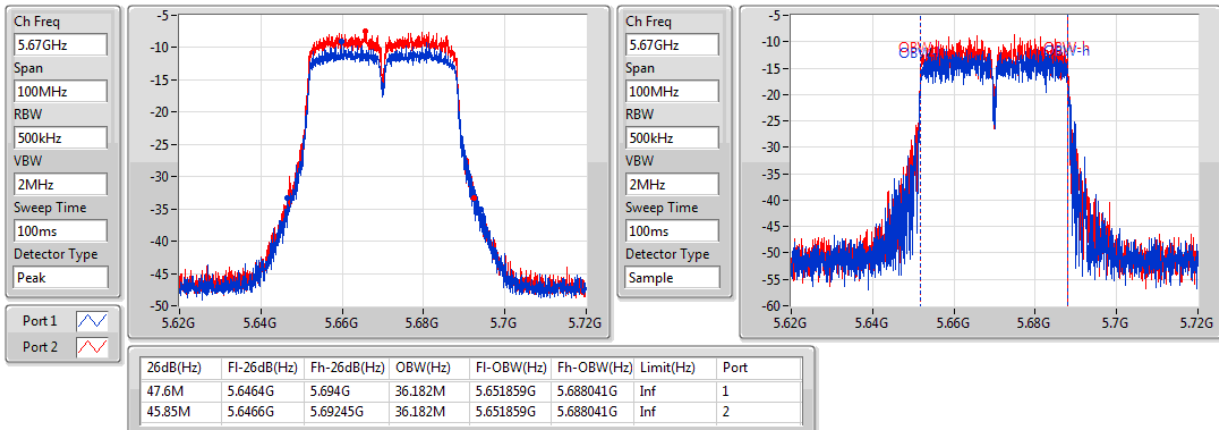 Ch Freq
5.67GHz
Span
100MHz
RBW
500kHz
VBW
2MHz
Sweep Time
100ms
Detector Type
Peak
Port 1
Port 2
-5
-10
-15
-20
-25
-30
-35
-40
-45
-50
5.62G 5.64G 5.66G 5.68G 5.7G 5.72G
Ch Freq
5.67GHz
Span
100MHz
RBW
500kHz
VBW
2MHz
Sweep Time
100ms
Detector Type
Sample
-5
-10
-15
-20
-25
-30
-35
-40
-45
-50
-55
-60
OBW-h
5.62G 5.64G 5.66G 5.68G 5.7G 5.72G
26dB(Hz) Fl-26dB(Hz) Fh-26dB(Hz) OBW(Hz) Fl-OBW(Hz) Fh-OBW(Hz) Limit(Hz) Port
47.6M 5.6464G 5.694G 36.182M 5.651859G 5.688041G Inf 1
45.85M 5.6466G 5.69245G 36.182M 5.651859G 5.688041G Inf 2